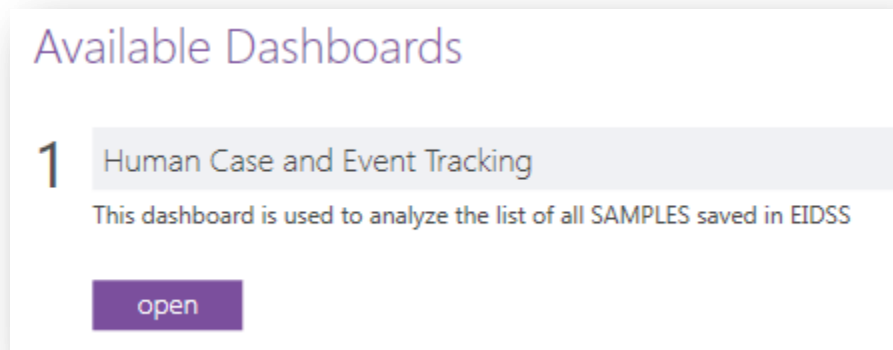 Available Dashboards
1 Human Case and Event Tracking
This dashboard is used to analyze the list of all SAMPLES saved in EIDSS
open